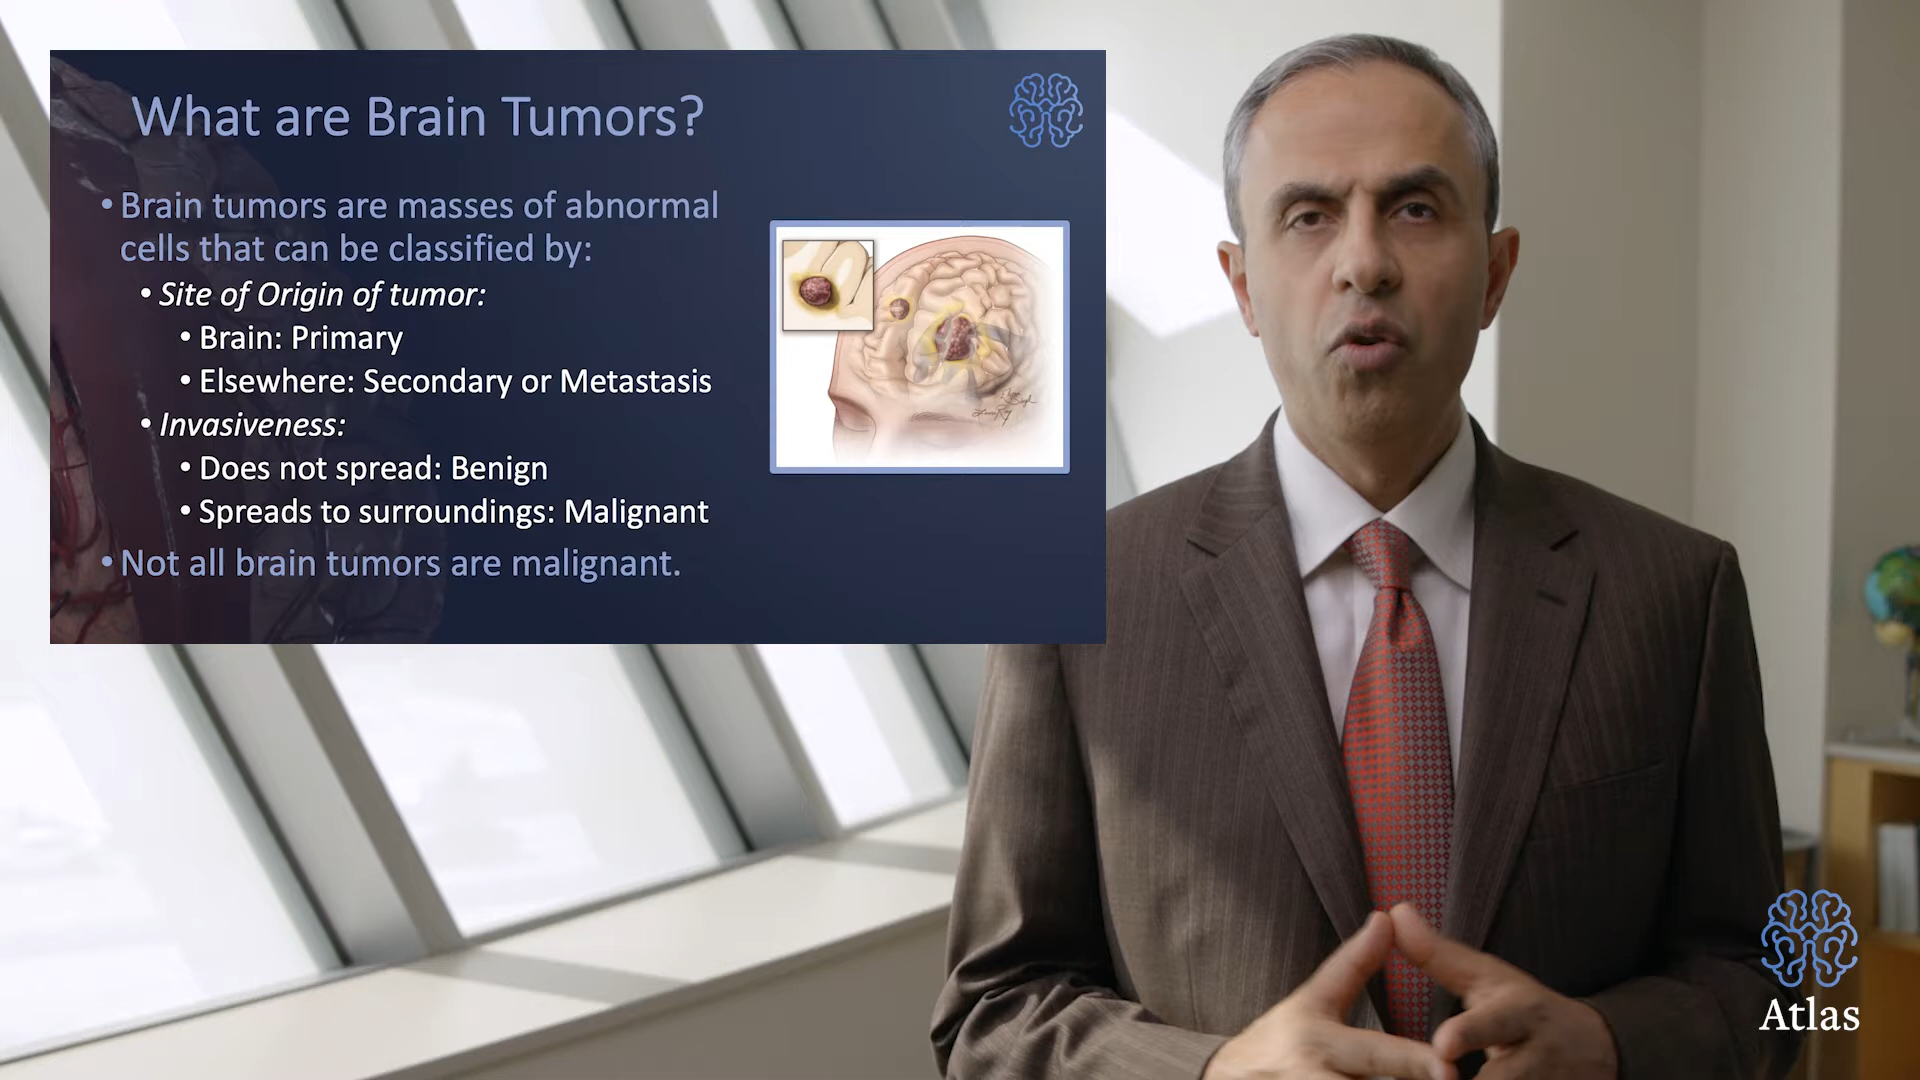 What are Brain Tumors?
• Brain tumors are masses of abnormal
cells that can be classified by:
• Site of Origin of tumor:
• Brain: Primary
• Elsewhere: Secondary or Metastasis
• Invasiveness:
• Does not spread: Benign
• Spreads to surroundings: Malignant
• Not all brain tumors are malignant.
Atlas